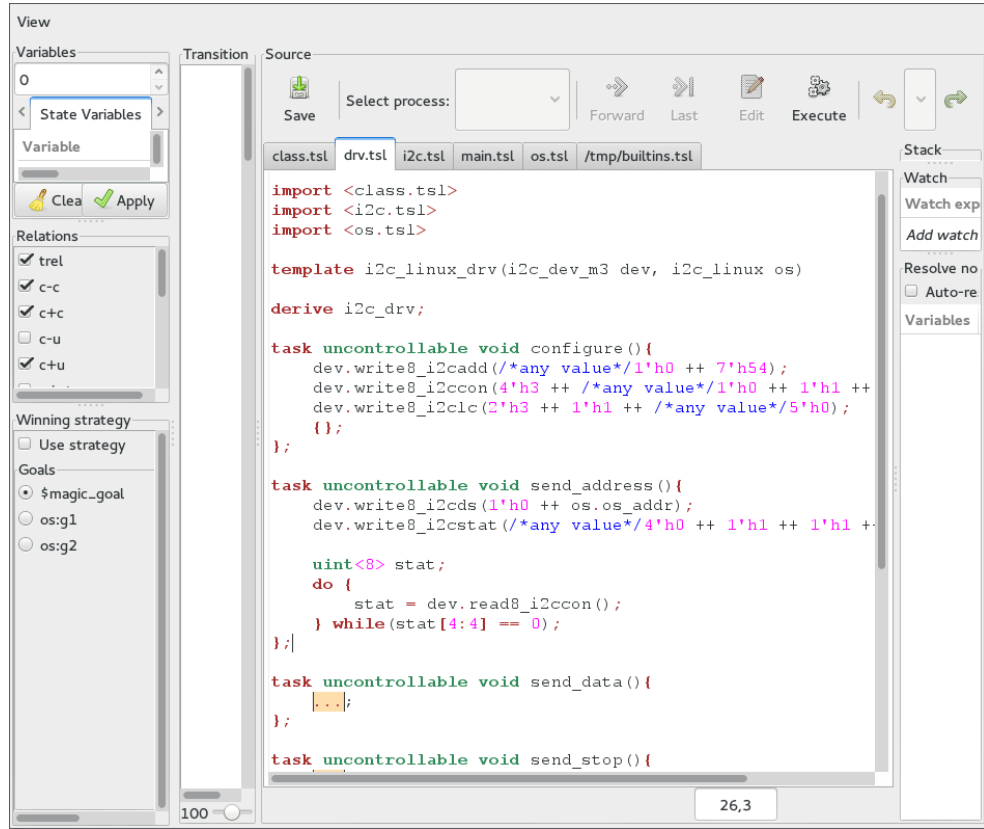 View
Variables
0
State Variables
Variable
Clea
Apply
Relations
trel
c-c
c+c
c-u
c+u
Winning strategy
Use strategy
Goals
$magic_goal
os:g1
os:g2
Transition
100
Source
Save
Select process:
Forward
Last
Edit
Execute
class.tsl
drv.tsl
i2c.tsl
main.tsl
os.tsl
/tmp/builtins.tsl
import <class.tsl>
import <i2c.tsl>
import <os.tsl>
template i2c_linux_drv(i2c_dev_m3 dev, i2c_linux os)
derive i2c_drv;
task uncontrollable void configure(){
dev.write8_i2cadd(/*any value*/1'h0 ++ 7'h54);
dev.write8_i2ccon(4'h3 ++ /*any value*/1'h0 ++ 1'h1 ++
dev.write8_i2clc(2'h3 ++ 1'h1 ++ /*any value*/5'h0);
{};
};
task uncontrollable void send_address(){
dev.write8_i2cds(1'h0 ++ os.os_addr);
dev.write8_i2cstat(/*any value*/4'h0 ++ 1'h1 ++ 1'h1 +
uint<8> stat;
do {
stat = dev.read8_i2ccon();
} while(stat[4:4] == 0);
};
task uncontrollable void send_data(){
...;
};
task uncontrollable void send_stop(){
26,3
Stack
Watch
Watch exp
Add watch
Resolve no
Auto-re
Variables